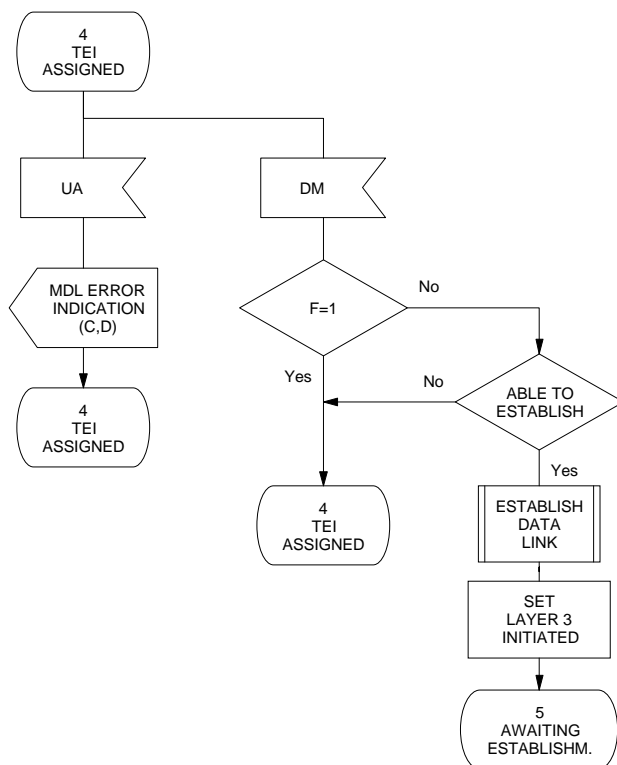 4
TEI
ASSIGNED
UA
DM
MDL ERROR
INDICATION
(C,D)
F=1
No
Yes
No
ABLE TO
ESTABLISH
4
TEI
ASSIGNED
Yes
4
TEI
ASSIGNED
ESTABLISH
DATA
LINK
SET
LAYER 3
INITIATED
5
AWAITING
ESTABLISHM.